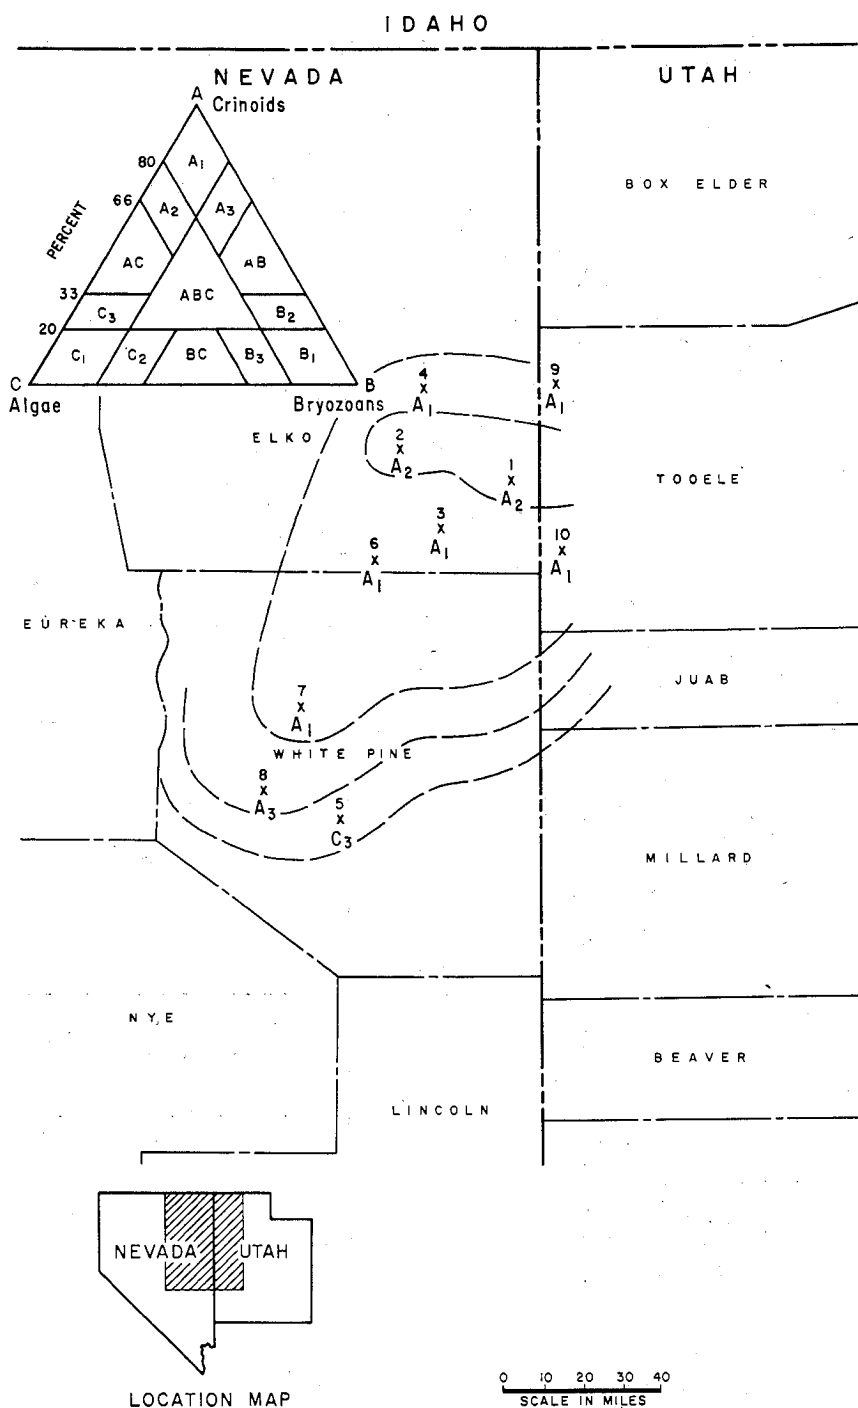 IDAHO
NEVADA
UTAH
A
Crinoids
80
A1
66
A2
A3
PERCENT
BOX ELDER
AC
AB
33
ABC
C3
B2
20
C1
C2
BC
B3
B1
C
B
Algae
Bryozoans
4
x
A1
9
x
A1
ELKO
2
x
A2
1
x
A2
TOOELE
3
x
A1
6
x
A1
10
x
A1
EUREKA
JUAB
7
x
A1
WHITE PINE
8
x
A3
5
x
C3
MILLARD
NYE
BEAVER
LINCOLN
NEVADA
UTAH
LOCATION MAP
0 10 20 30 40
SCALE IN MILES